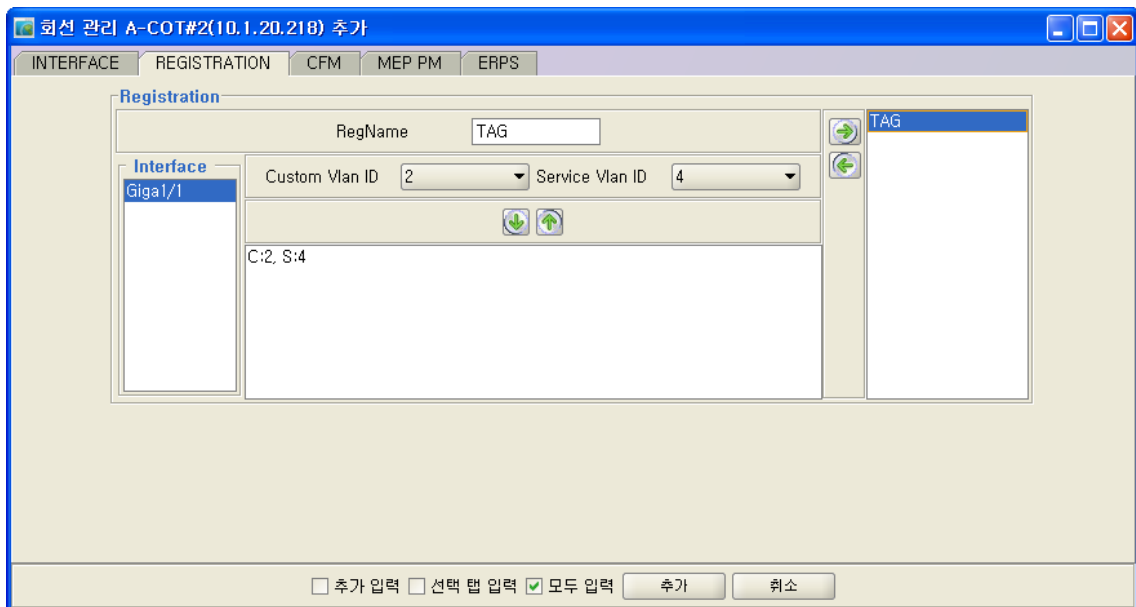 회선 관리 A-COT#2(10.1.20.218) 추가
INTERFACE REGISTRATION CFM MEP PM ERPS
Registration
RegName TAG
TAG
Interface
Giga1/1
Custom Vlan ID 2 Service Vlan ID 4
C:2, S:4
추가 입력 선택 탭 입력 모두 입력 추가 취소